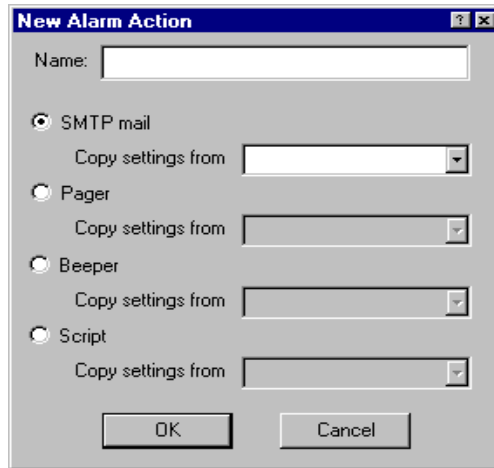 New Alarm Action
Name:
SMTP mail
Copy settings from
Pager
Copy settings from
Beeper
Copy settings from
Script
Copy settings from
OK Cancel